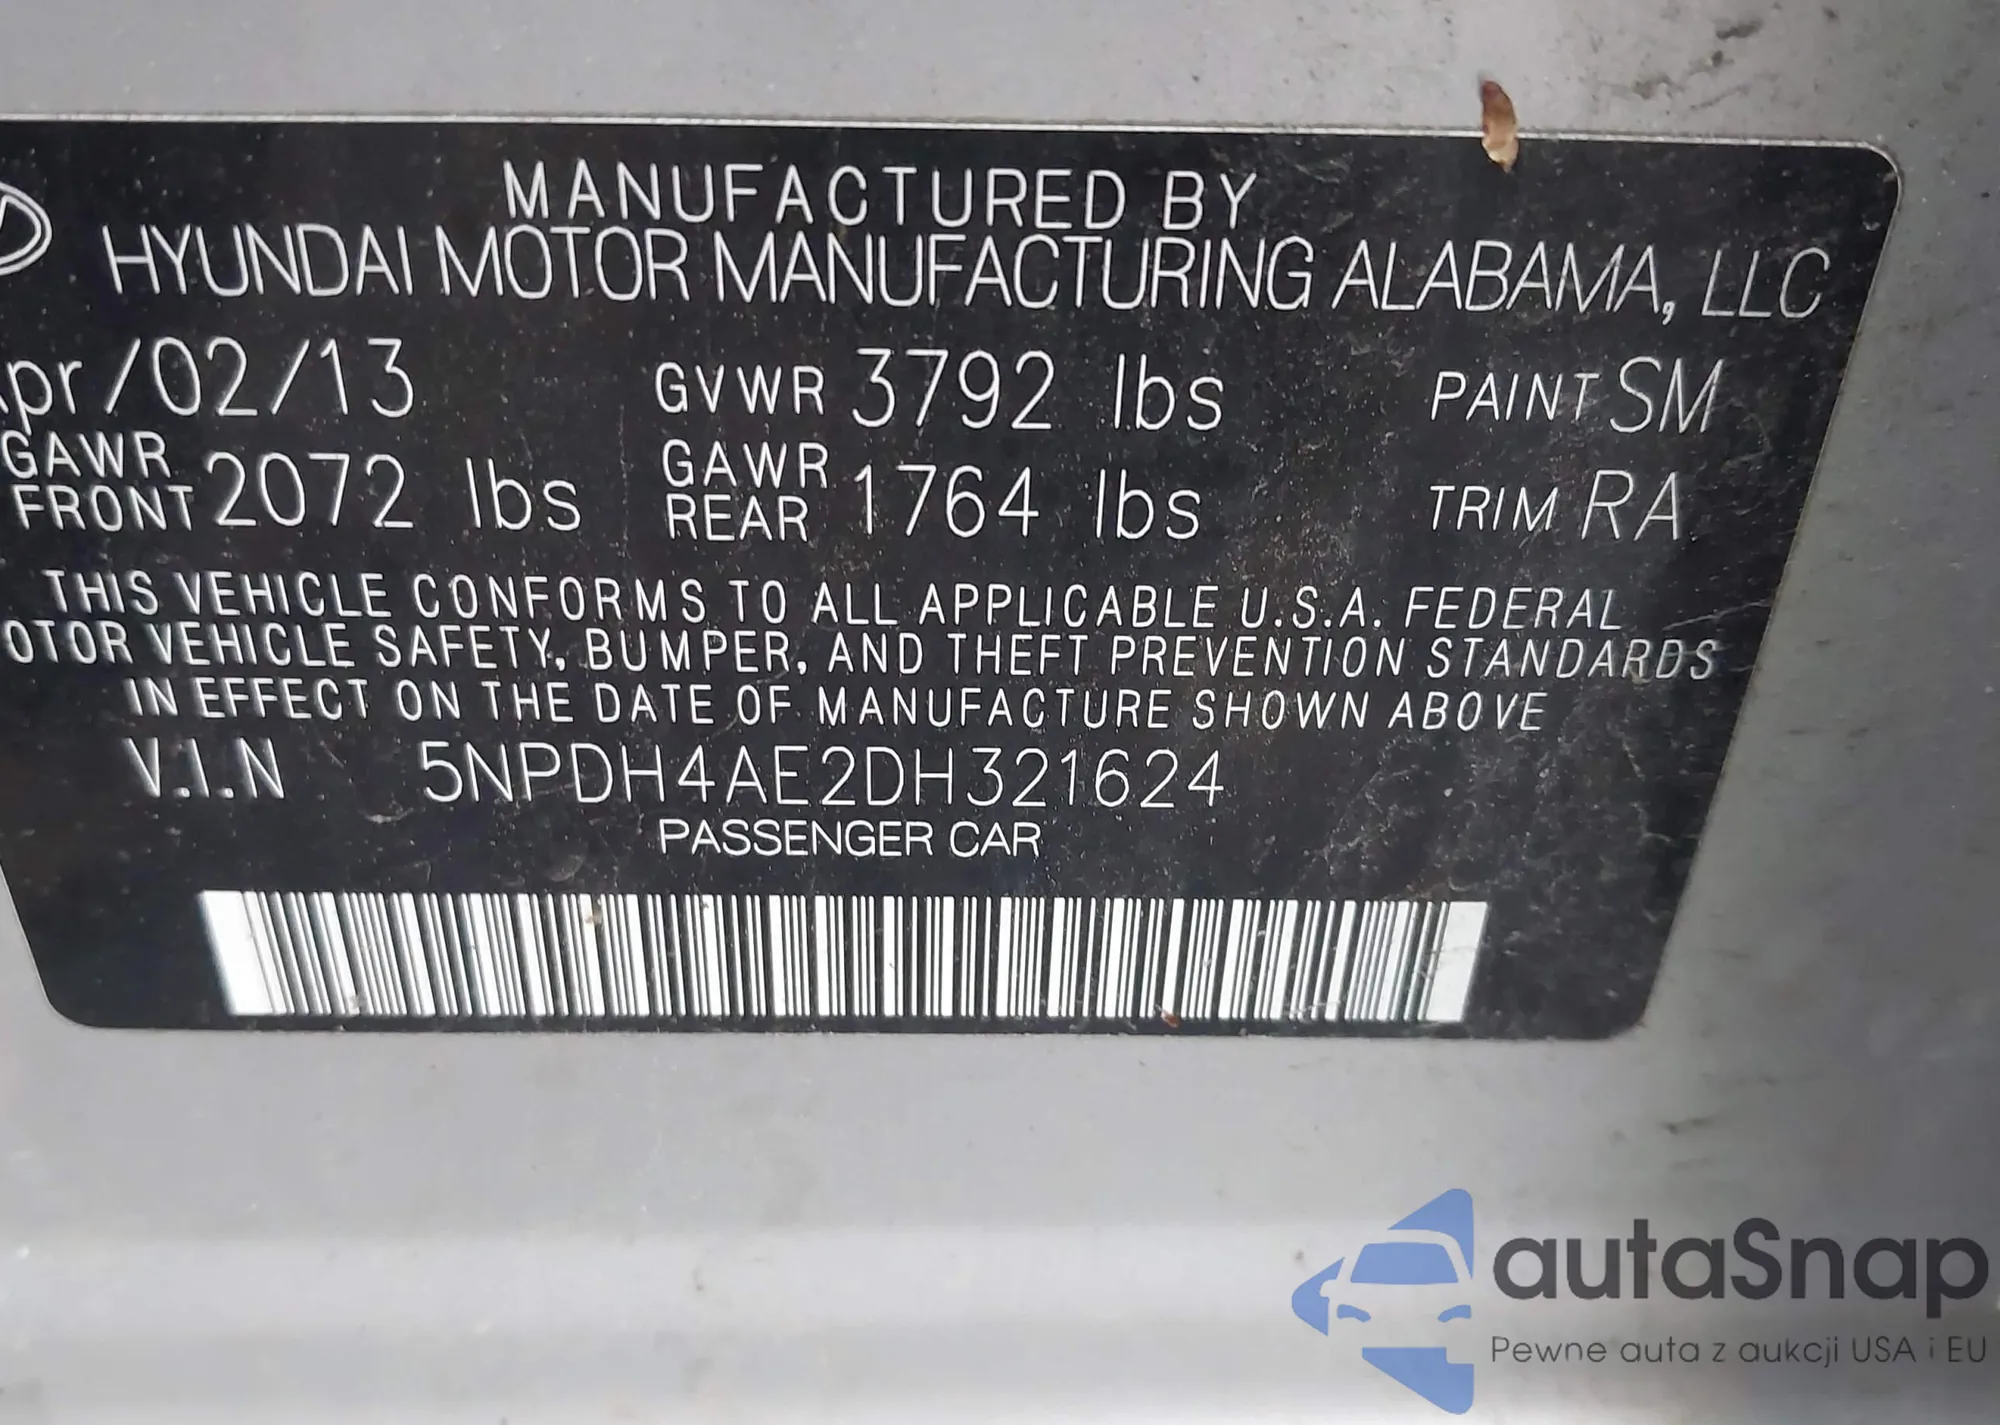 MANUFACTURED BY
HYUNDAI MOTOR MANUFACTURING ALABAMA, LLC
Apr/02/13 GVWR 3792 lbs PAINT SM
GAWR FRONT 2072 lbs GAWR REAR 1764 lbs TRIM RA
THIS VEHICLE CONFORMS TO ALL APPLICABLE U.S.A. FEDERAL
OTOR VEHICLE SAFETY, BUMPER, AND THEFT PREVENTION STANDARDS
IN EFFECT ON THE DATE OF MANUFACTURE SHOWN ABOVE
V.I.N 5NPDH4AE2DH321624
PASSENGER CAR
autaSnap
Pewne auta z aukcji USA i EU